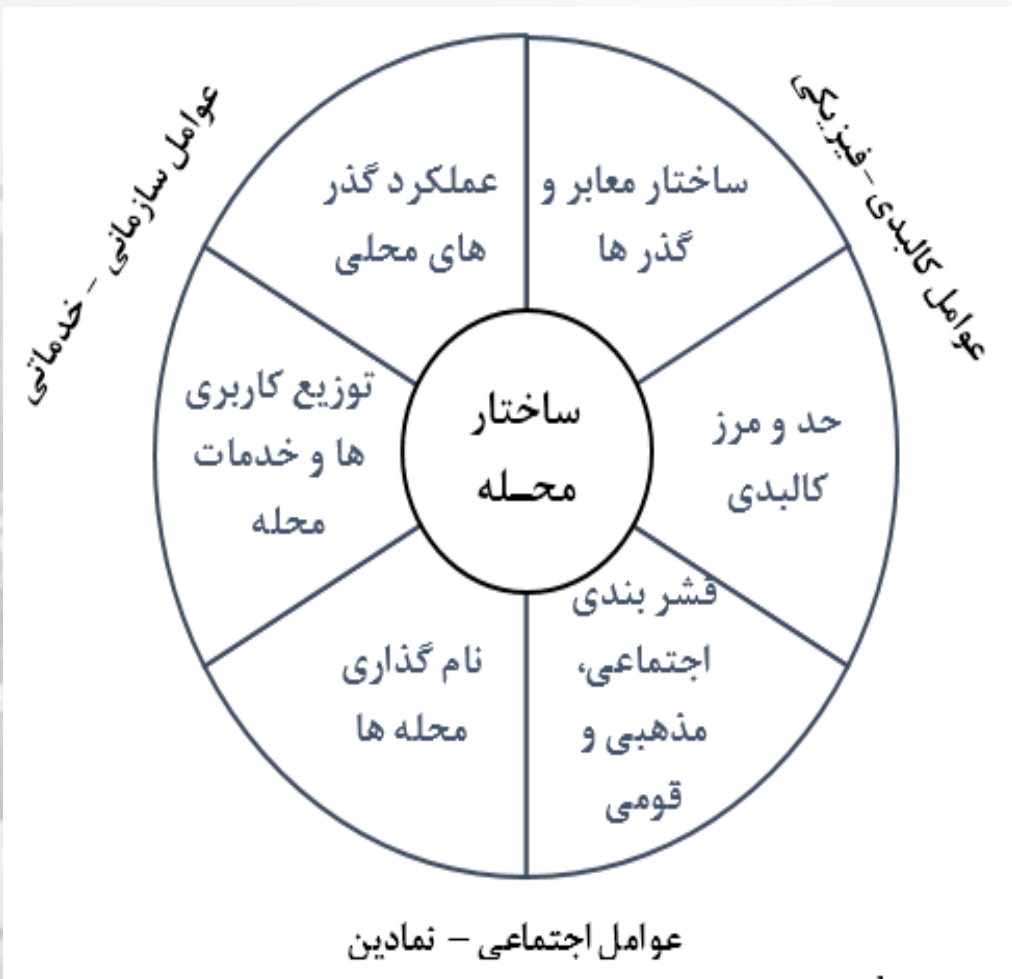 عوامل کالبدی - فیزیکی
عوامل سازمانی - خدماتی
ساختار معابر و
گذر ها
عملکرد گذر
های محلی
حد و مرز
کالبدی
توزیع کاربری
ها و خدمات
محله
ساختار
محـله
قشر بندی
اجتماعی،
مذهبی و
قومی
نام گذاری
محله ها
عوامل اجتماعی – نمادین